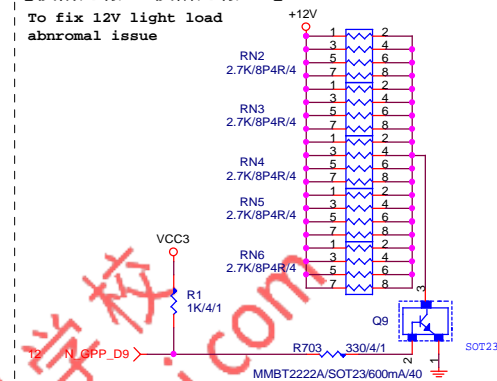 To fix 12V light load
abnromal issue
+12V
1 2
3 4
RN2 5 6
2.7K/8P4R/4 7 8
1 2
3 4
RN3 5 6
2.7K/8P4R/4 7 8
1 2
3 4
RN4 5 6
2.7K/8P4R/4 7 8
1 2
3 4
RN5 5 6
2.7K/8P4R/4 7 8
1 2
3 4
RN6 5 6
2.7K/8P4R/4 7 8
VCC3
R1
1K/4/1
3
Q9
SOT23
12 N_GPP_D9
R703 330/4/1
2 1
MMBT2222A/SOT23/600mA/40
学校
.com